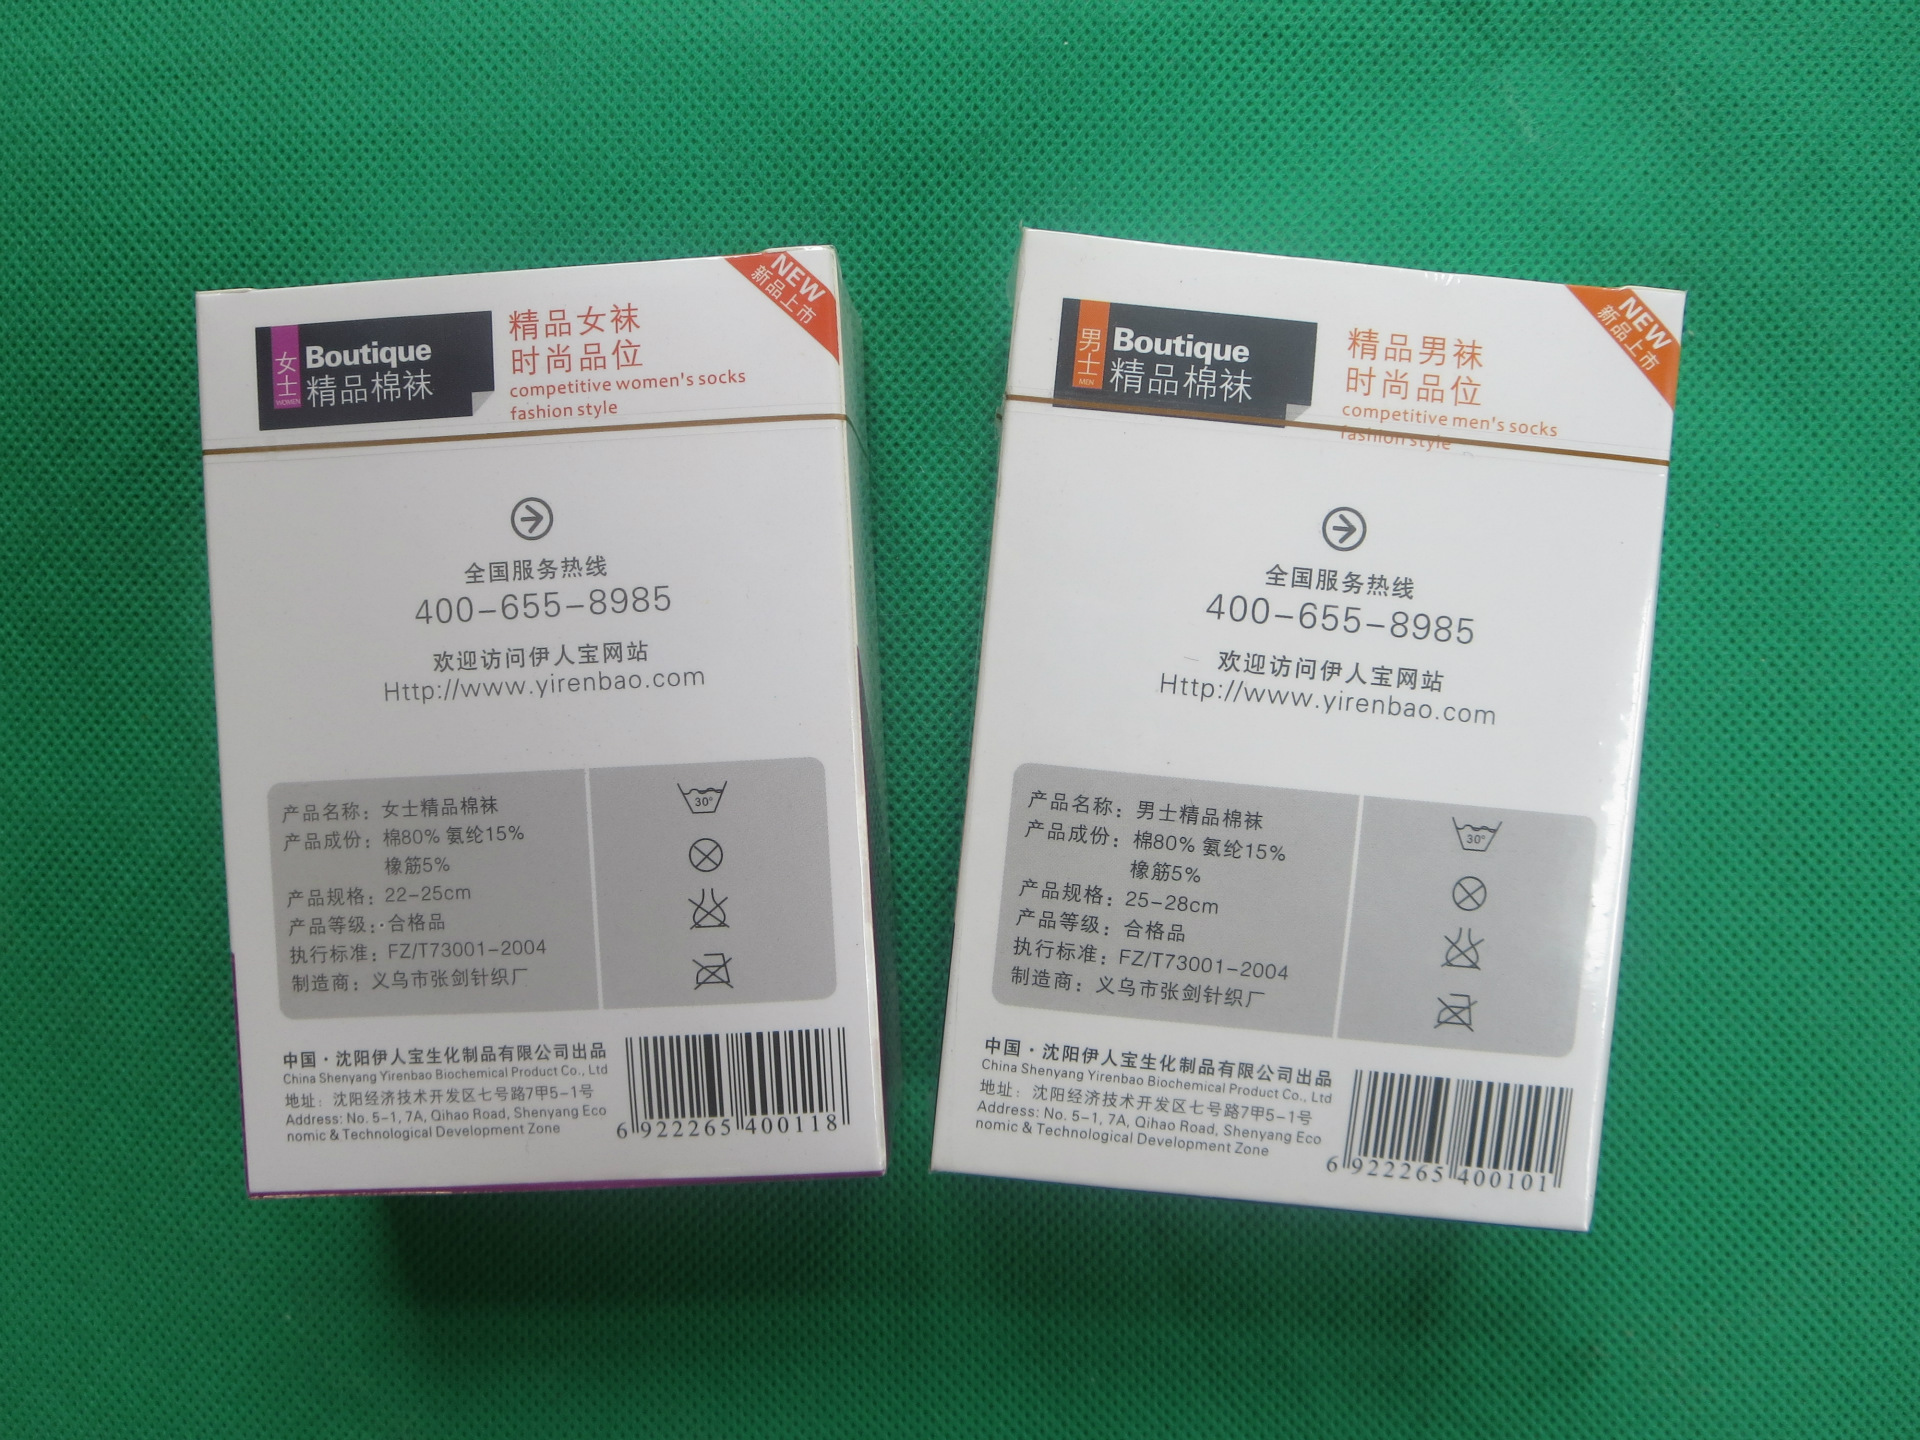 NEW
新品上市
女士
WOMEN
Boutique
精品棉袜
精品女袜
时尚品位
competitive women's socks
fashion style
全国服务热线
400-655-8985
欢迎访问伊人宝网站
Http://www.yirenbao.com
产品名称：女士精品棉袜
产品成份：棉80% 氨纶15%
橡筋5%
产品规格：22-25cm
产品等级：合格品
执行标准：FZ/T73001-2004
制造商：义乌市张剑针织厂
30°
中国·沈阳伊人宝生化制品有限公司出品
China Shenyang Yirenbao Biochemical Product Co., Ltd
地址：沈阳经济技术开发区七号路7甲5-1号
Address: No. 5-1, 7A, Qihao Road, Shenyang Eco
nomic & Technological Development Zone
6 922265 400118
NEW
新品上市
男士
MEN
Boutique
精品棉袜
精品男袜
时尚品位
competitive men's socks
fashion style
全国服务热线
400-655-8985
欢迎访问伊人宝网站
Http://www.yirenbao.com
产品名称：男士精品棉袜
产品成份：棉80% 氨纶15%
橡筋5%
产品规格：25-28cm
产品等级：合格品
执行标准：FZ/T73001-2004
制造商：义乌市张剑针织厂
30°
中国·沈阳伊人宝生化制品有限公司出品
China Shenyang Yirenbao Biochemical Product Co., Ltd
地址：沈阳经济技术开发区七号路7甲5-1号
Address: No. 5-1, 7A, Qihao Road, Shenyang Eco
nomic & Technological Development Zone
6 922265 400101